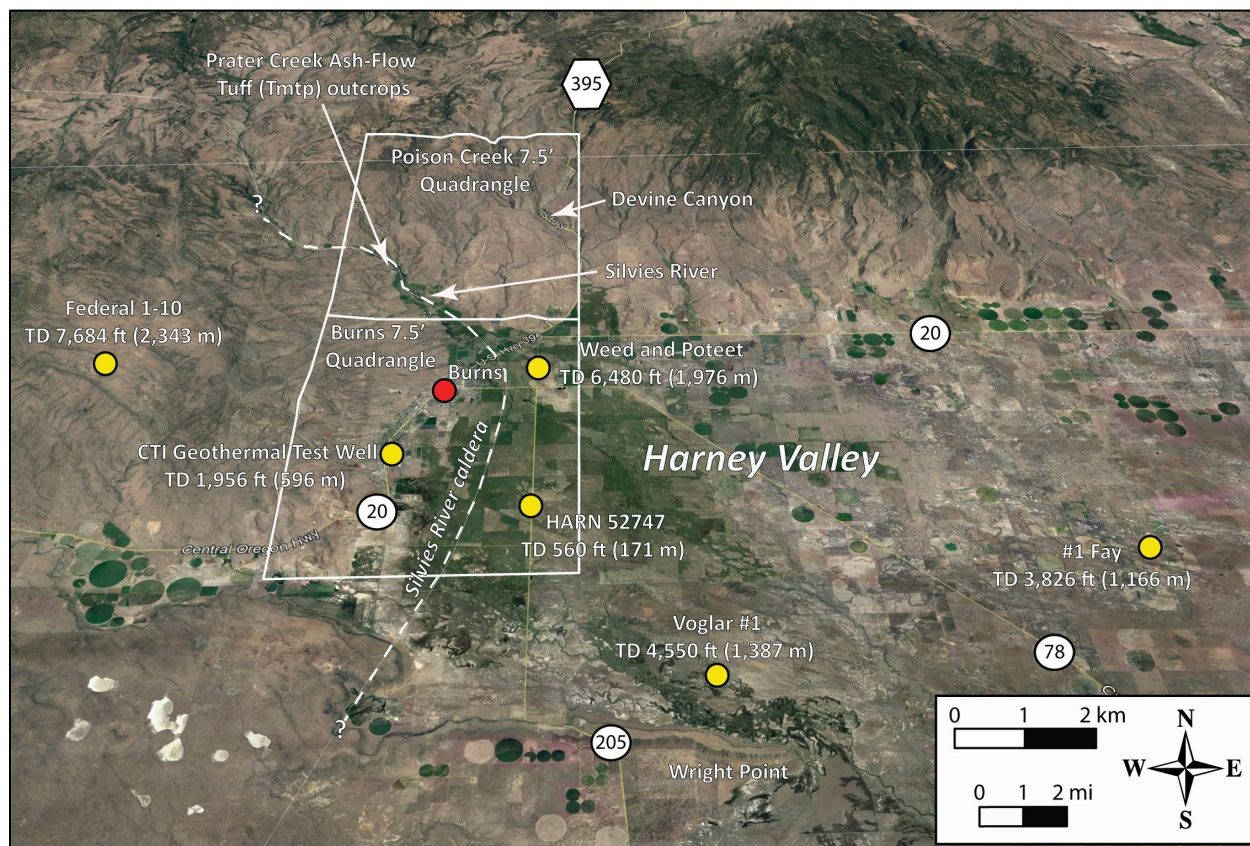 Prater Creek Ash-Flow
Tuff (Tmtp) outcrops
395
Poison Creek 7.5’
Quadrangle
Devine Canyon
?
Silvies River
Federal 1-10
TD 7,684 ft (2,343 m)
Burns 7.5’
Quadrangle
20
Weed and Poteet
TD 6,480 ft (1,976 m)
Burns
CTI Geothermal Test Well
TD 1,956 ft (596 m)
Harney Valley
Silvies River caldera
20
HARN 52747
TD 560 ft (171 m)
Central Oregon Hwy
#1 Fay
TD 3,826 ft (1,166 m)
Voglar #1
TD 4,550 ft (1,387 m)
78
?
205
Wright Point
0 1 2 km
0 1 2 mi
N
W E
S